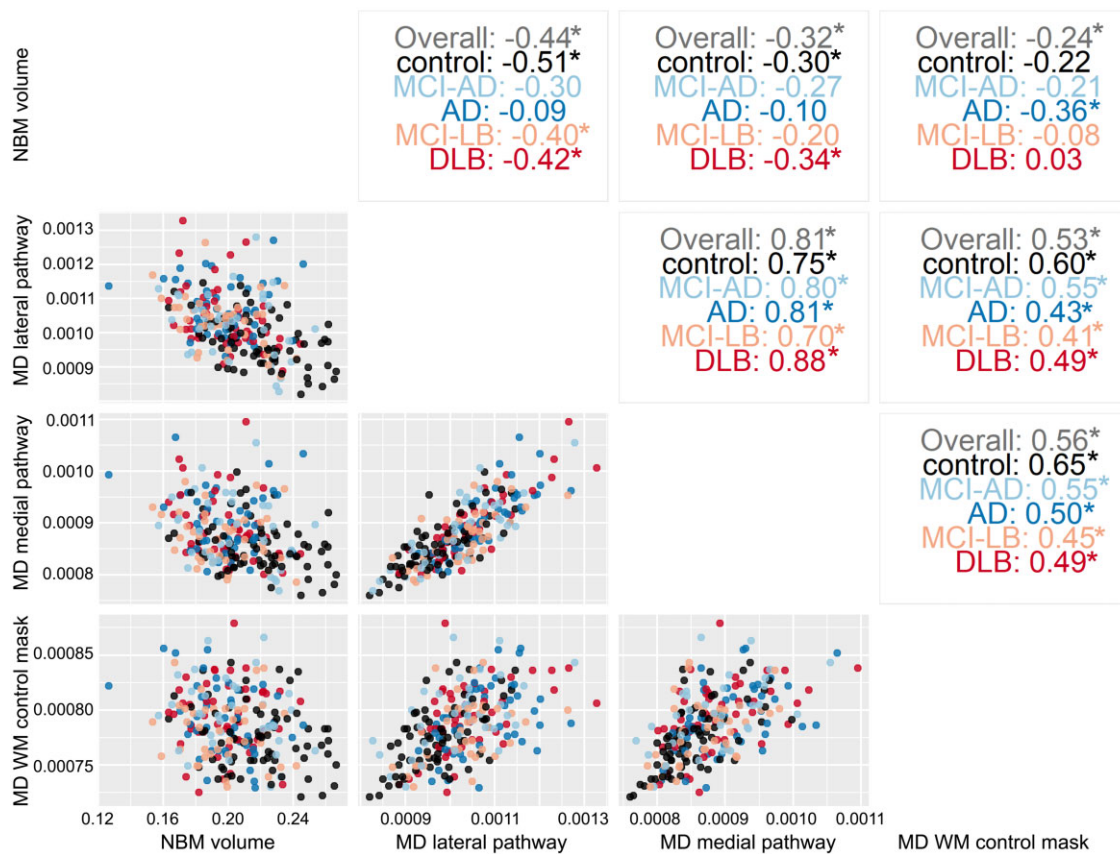 NBM volume
Overall: -0.44*
control: -0.51*
MCI-AD: -0.30
AD: -0.09
MCI-LB: -0.40*
DLB: -0.42*
Overall: -0.32*
control: -0.30*
MCI-AD: -0.27
AD: -0.10
MCI-LB: -0.20
DLB: -0.34*
Overall: -0.24*
control: -0.22
MCI-AD: -0.21
AD: -0.36*
MCI-LB: -0.08
DLB: 0.03
MD lateral pathway
0.0013
0.0012
0.0011
0.0010
0.0009
Overall: 0.81*
control: 0.75*
MCI-AD: 0.80*
AD: 0.81*
MCI-LB: 0.70*
DLB: 0.88*
Overall: 0.53*
control: 0.60*
MCI-AD: 0.55*
AD: 0.43*
MCI-LB: 0.41*
DLB: 0.49*
MD medial pathway
0.0011
0.0010
0.0009
0.0008
Overall: 0.56*
control: 0.65*
MCI-AD: 0.55*
AD: 0.50*
MCI-LB: 0.45*
DLB: 0.49*
MD WM control mask
0.00085
0.00080
0.00075
0.12 0.16 0.20 0.24
0.0009 0.0011 0.0013
0.0008 0.0009 0.0010 0.0011
NBM volume
MD lateral pathway
MD medial pathway
MD WM control mask